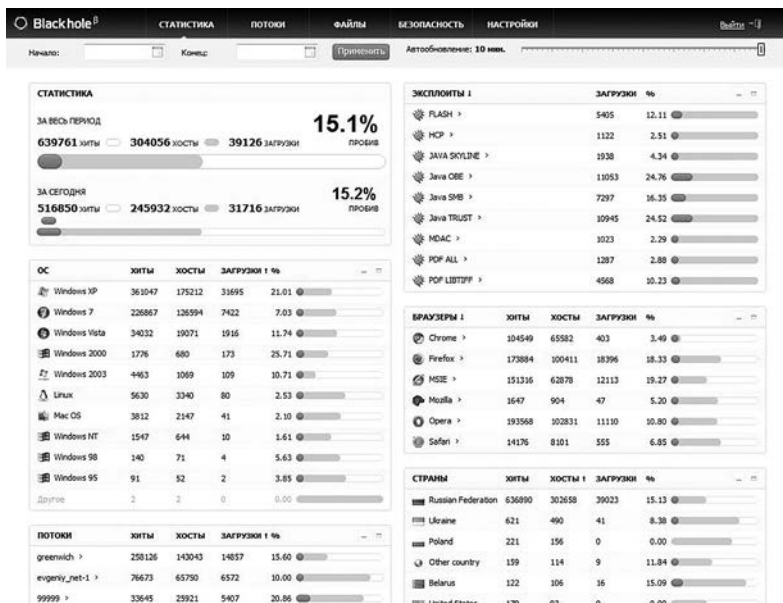 Blackhole β
СТАТИСТИКА ПОТОКИ ФАЙЛЫ БЕЗОПАСНОСТЬ НАСТРОЙКИ Выйти
Начало: Конец: Применить Автообновление: 10 мин.
СТАТИСТИКА
ЗА ВЕСЬ ПЕРИОД
639761 ХИТЫ 304056 ХОСТЫ 39126 ЗАГРУЗКИ
15.1%
ПРОБИВ
ЗА СЕГОДНЯ
516850 ХИТЫ 245932 ХОСТЫ 31716 ЗАГРУЗКИ
15.2%
ПРОБИВ
ОС ХИТЫ ХОСТЫ ЗАГРУЗКИ ↑ %
Windows XP 361047 175212 31695 21.01
Windows 7 226867 126594 7422 7.03
Windows Vista 34032 19071 1916 11.74
Windows 2000 1776 680 173 25.71
Windows 2003 4463 1069 109 10.71
Linux 5630 3340 80 2.53
Mac OS 3812 2147 41 2.10
Windows NT 1547 644 10 1.61
Windows 98 140 71 4 5.63
Windows 95 91 52 2 3.85
Другое 2 2 0 0.00
ПОТОКИ ХИТЫ ХОСТЫ ЗАГРУЗКИ ↑ %
greenwich > 258126 143043 14857 15.60
evgeniy_net-1 > 76673 65750 6572 10.00
99999 > 33645 25921 5407 20.86
ЭКСПЛОИТЫ ↓ ЗАГРУЗКИ %
FLASH > 5405 12.11
HCP > 1122 2.51
JAVA SKYLINE > 1938 4.34
Java OBE > 11053 24.76
Java SMB > 7297 16.35
Java TRUST > 10945 24.52
MDAC > 1023 2.29
PDF ALL > 1287 2.88
PDF LIBTIFF > 4568 10.23
БРАУЗЕРЫ ↓ ХИТЫ ХОСТЫ ЗАГРУЗКИ %
Chrome > 104549 65582 403 3.49
Firefox > 173884 100411 18396 18.33
MSIE > 151316 62878 12113 19.27
Mozilla > 1647 904 47 5.20
Opera > 193568 102831 11110 10.80
Safari > 14176 8101 555 6.85
СТРАНЫ ХИТЫ ХОСТЫ ↑ ЗАГРУЗКИ %
Russian Federation 636890 302658 39023 15.13
Ukraine 621 490 41 8.38
Poland 221 156 0 0.00
Other country 159 114 9 11.84
Belarus 122 106 16 15.09
United States